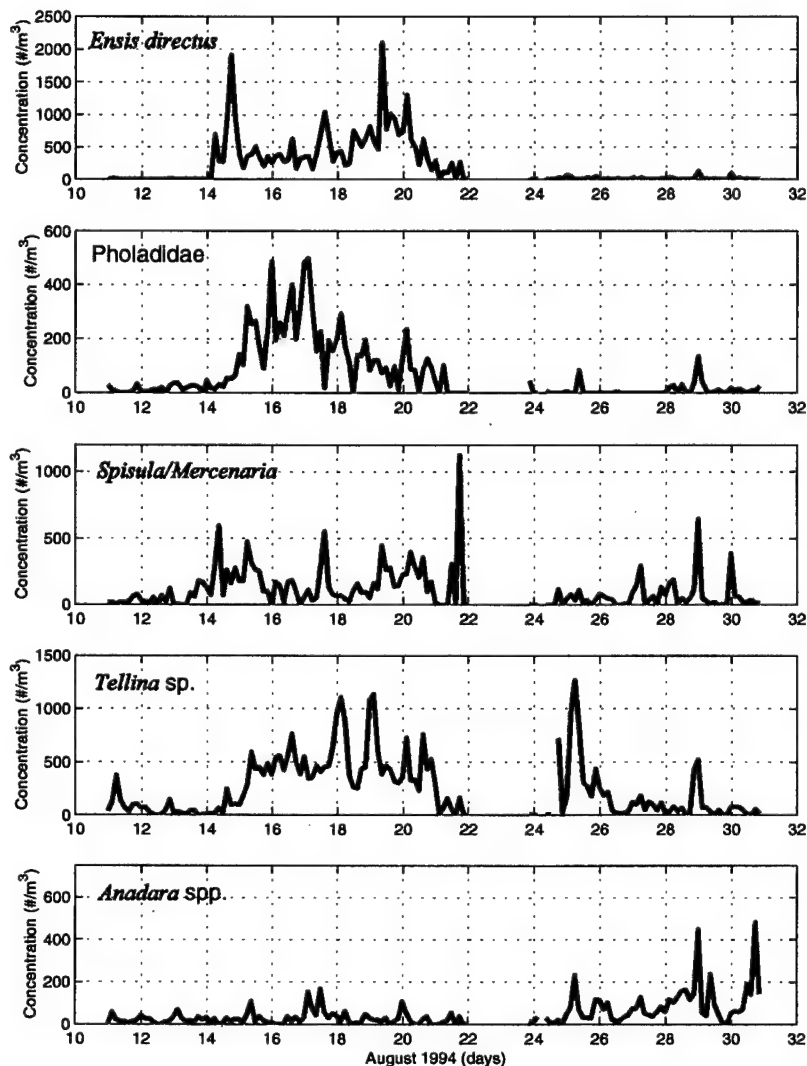 Ensis directus
Concentration (#/m³)
2500
2000
1500
1000
500
0
10 12 14 16 18 20 22 24 26 28 30 32
Pholadidae
Concentration (#/m³)
600
400
200
0
10 12 14 16 18 20 22 24 26 28 30 32
Spisula/Mercenaria
Concentration (#/m³)
1000
500
0
10 12 14 16 18 20 22 24 26 28 30 32
Tellina sp.
Concentration (#/m³)
1500
1000
500
0
10 12 14 16 18 20 22 24 26 28 30 32
Anadara spp.
Concentration (#/m³)
600
400
200
0
10 12 14 16 18 20 22 24 26 28 30 32
August 1994 (days)